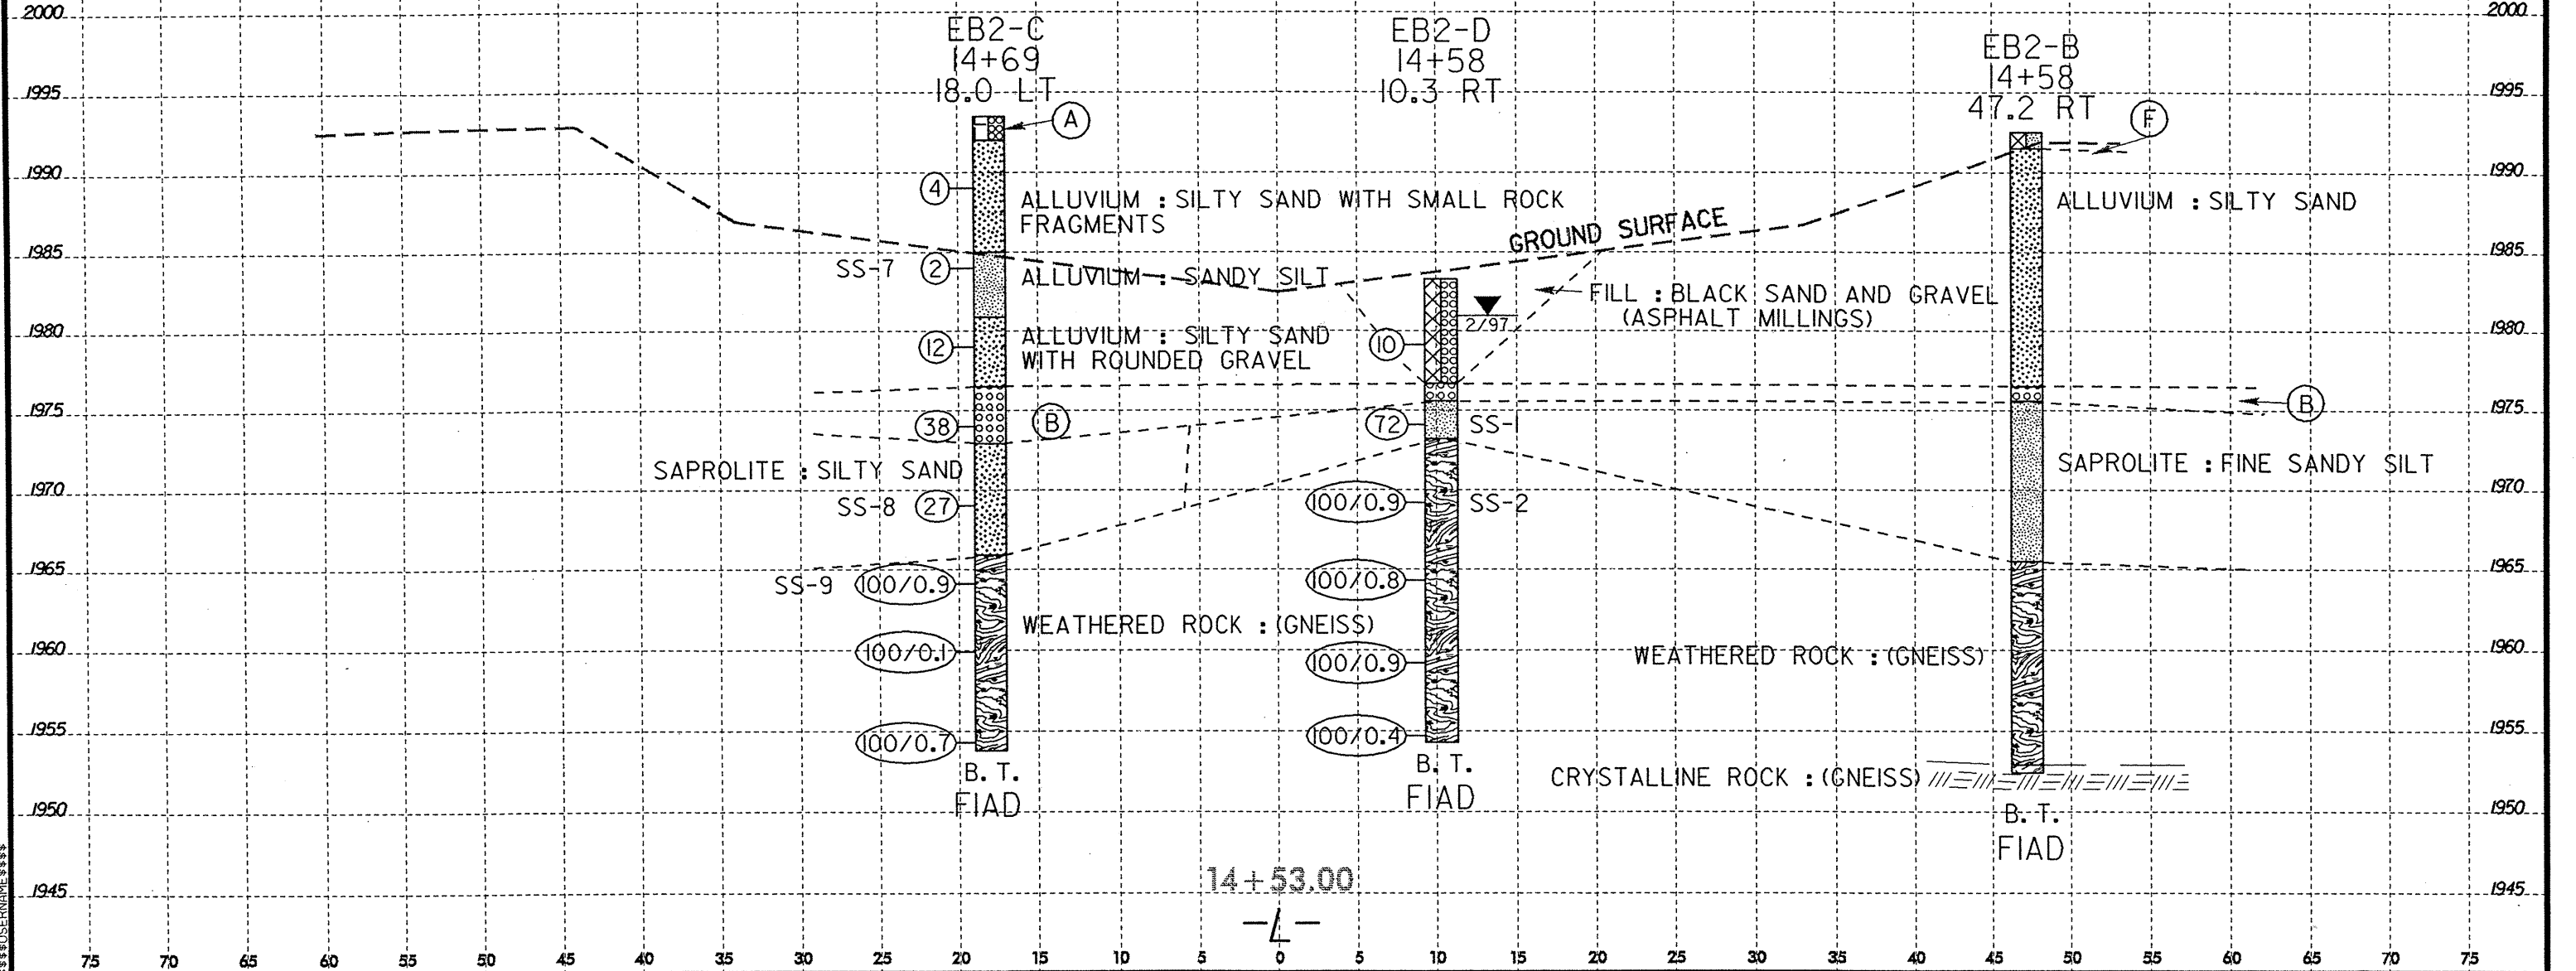 2000
2000
EB2-C
14+69
18.0 LT
EB2-D
14+58
10.3 RT
EB2-B
14+58
47.2 RT
1995
1995
A
F
1990
1990
4
ALLUVIUM : SILTY SAND WITH SMALL ROCK
FRAGMENTS
ALLUVIUM : SILTY SAND
GROUND SURFACE
1985
1985
SS-7
2
ALLUVIUM : SANDY SILT
FILL : BLACK SAND AND GRAVEL
(ASPHALT MILLINGS)
2/97
1980
1980
12
ALLUVIUM : SILTY SAND
WITH ROUNDED GRAVEL
10
1975
1975
38
B
72
SS-1
B
SAPROLITE : SILTY SAND
SAPROLITE : FINE SANDY SILT
1970
1970
SS-8
27
100/0.9
SS-2
1965
1965
SS-9
100/0.9
100/0.8
WEATHERED ROCK : (GNEISS)
1960
1960
100/0.1
100/0.9
WEATHERED ROCK : (GNEISS)
1955
1955
100/0.7
100/0.4
B. T.
FIAD
B. T.
FIAD
CRYSTALLINE ROCK : (GNEISS)
1950
1950
B. T.
FIAD
14+53.00
1945
1945
-L-
75 70 65 60 55 50 45 40 35 30 25 20 15 10 5 0 5 10 15 20 25 30 35 40 45 50 55 60 65 70 75
$$$$USERNAME$$$$